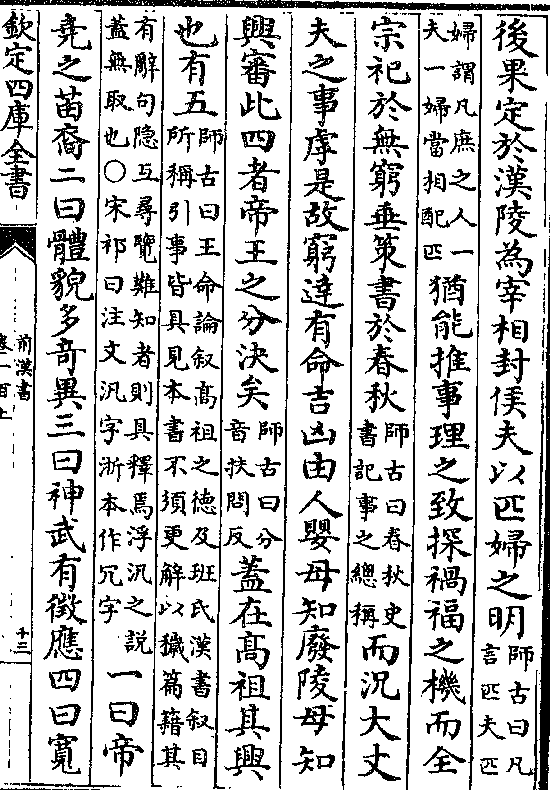 後果定於漢陵為宰相封侯夫以匹婦之明師古曰凡言匹夫匹
婦謂凡庶之人一夫一婦當相配匹猶能推事理之致探禍福之機而全
宗祀於無窮垂策書於春秋師古曰春秋史書記事之總稱而況大丈
夫之事虖是故窮達有命吉凶由人嬰母知廢陵母知
興審此四者帝王之分決矣師古曰分音扶問反蓋在髙祖其興
也有五師古曰王命論叙髙祖之德及班氏漢書叙目所稱引事皆具見本書不須更解以穢篇籍其
有辭句隐互尋覽難知者則具釋焉浮汎之說蓋無取也○宋祁曰注文汎字浙本作冗字一曰帝
堯之苗裔二曰體貌多奇異三曰神武有徵應四曰寛
欽定四庫全書
前漢書
卷一百上
十三